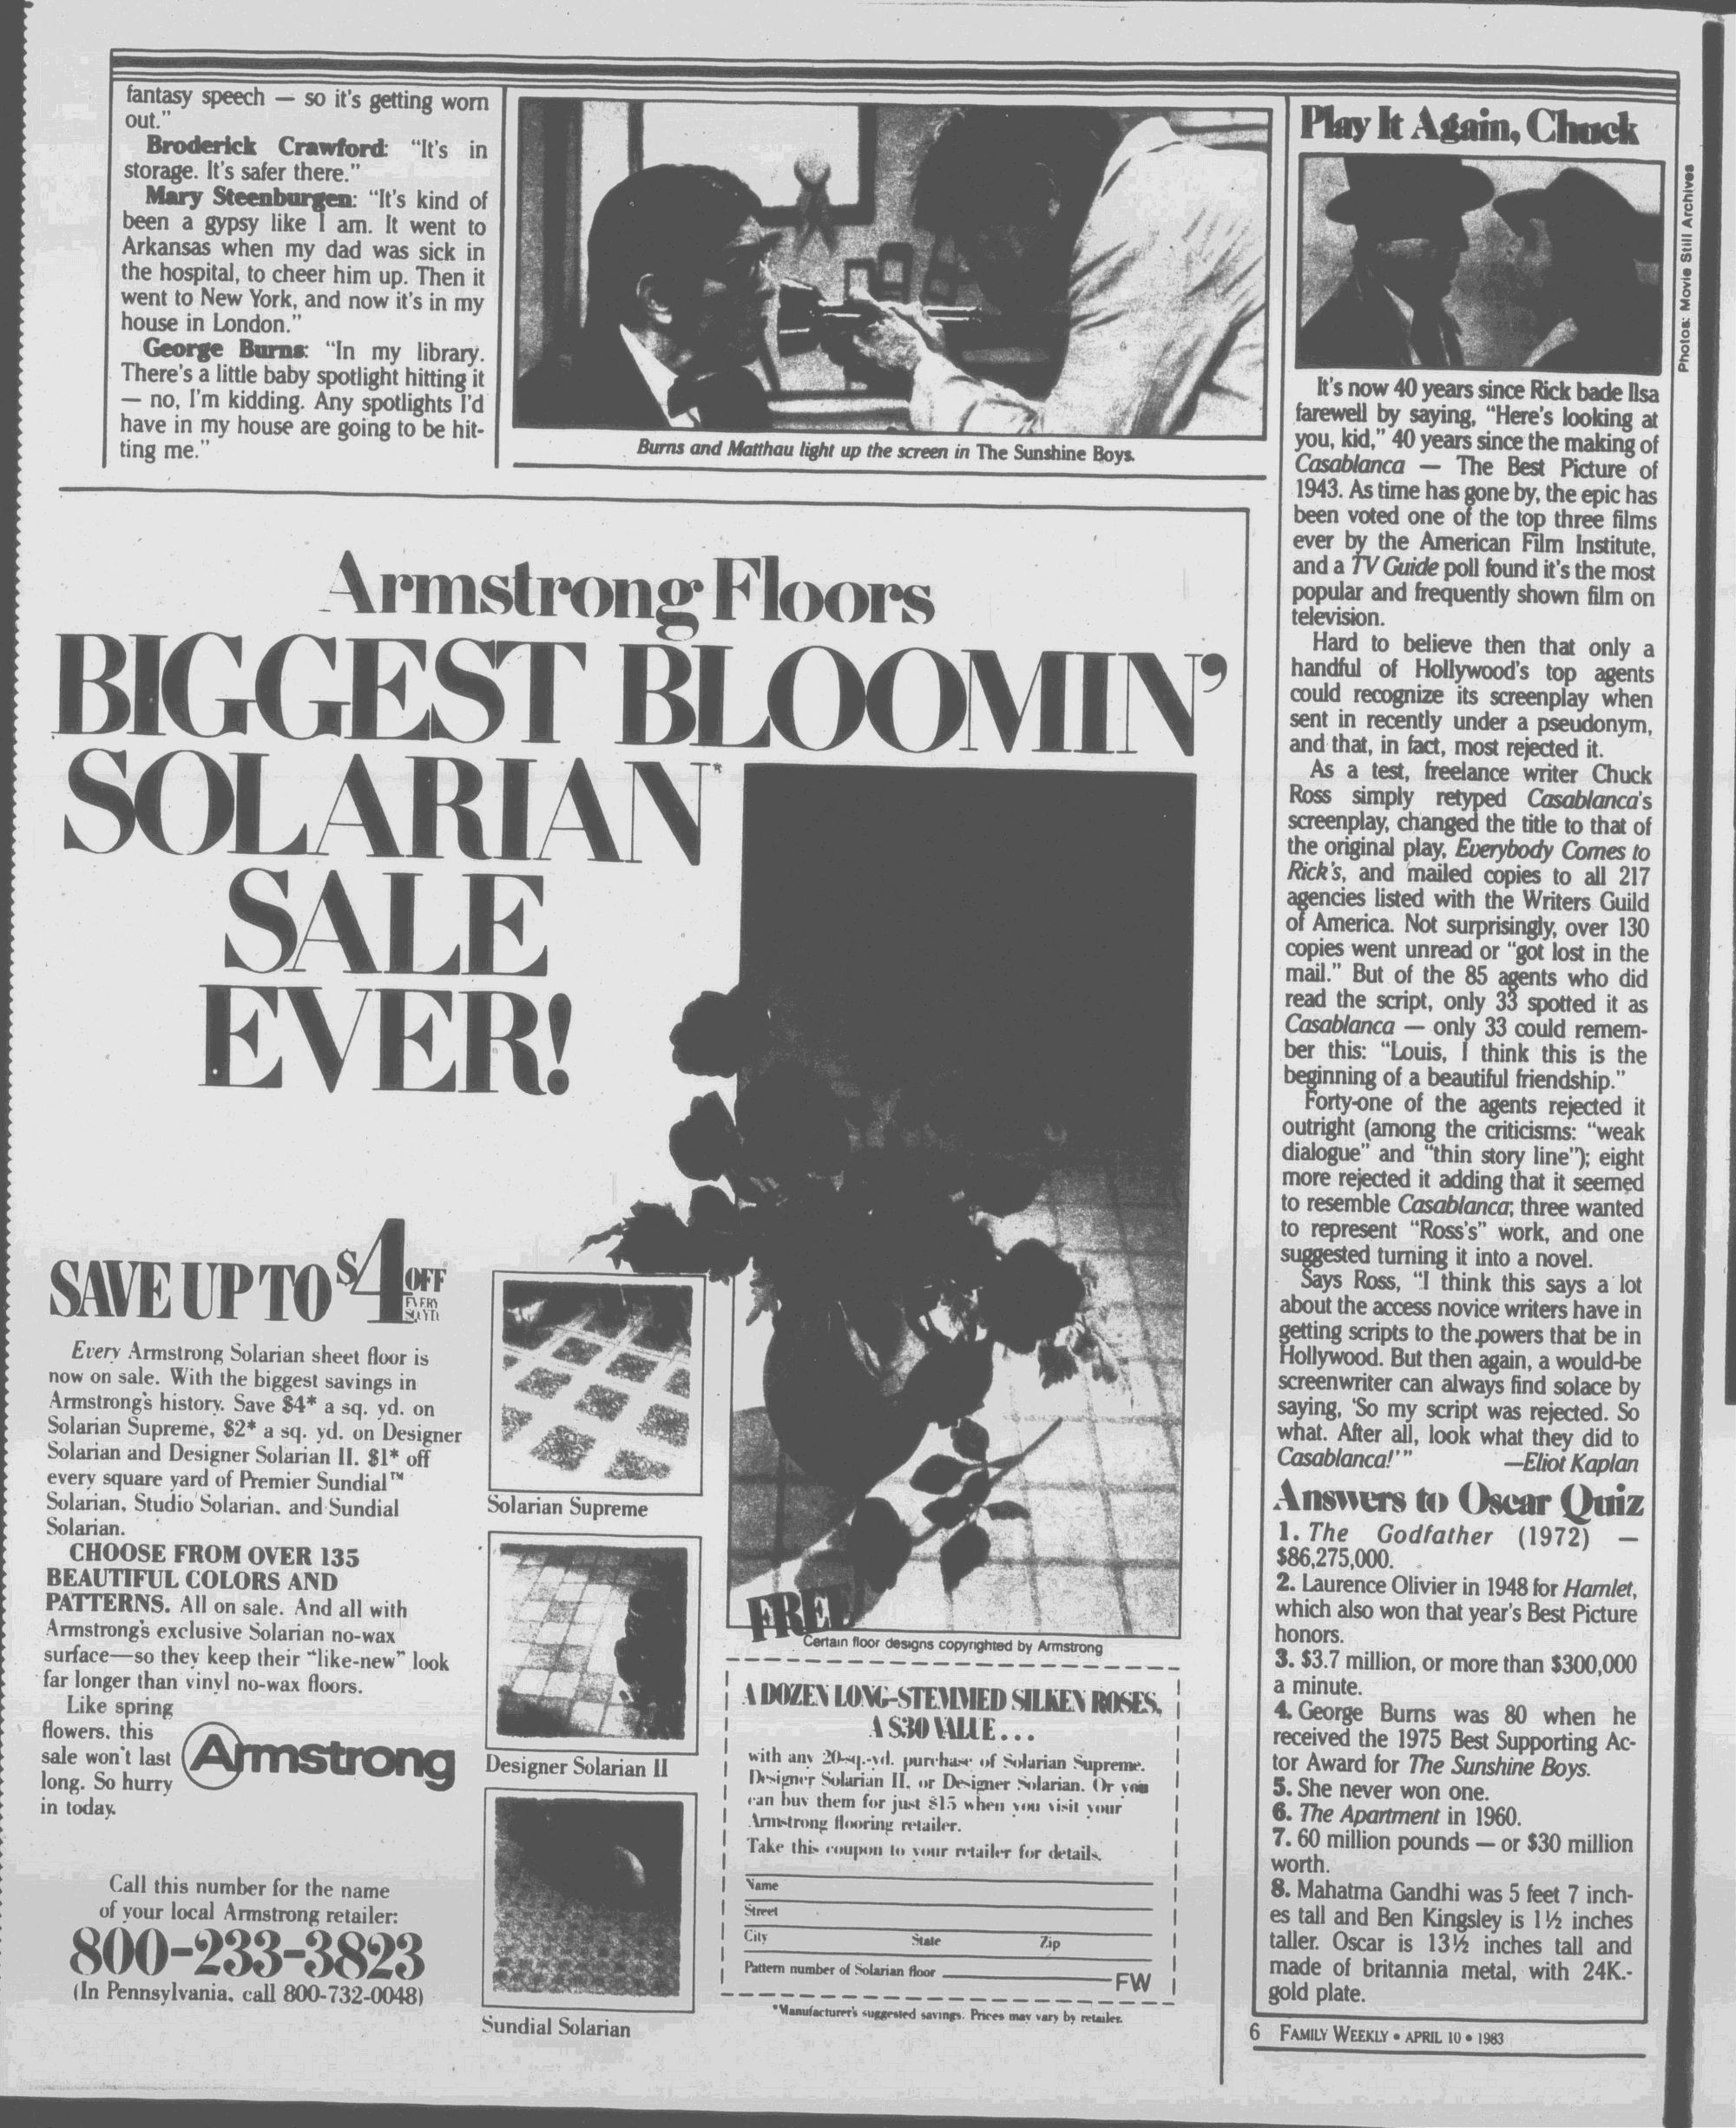 fantasy speech — so it's getting worn
out."
Broderick Crawford: "It's in
storage. It's safer there."
Mary Steenburgen: "It's kind of
been a gypsy like I am. It went to
Arkansas when my dad was sick in
the hospital, to cheer him up. Then it
went to New York, and now it's in my
house in London."
George Burns: "In my library.
There's a little baby spotlight hitting it
— no, I'm kidding. Any spotlights I'd
have in my house are going to be hit-
ting me."
Burns and Matthau light up the screen in The Sunshine Boys.
Armstrong Floors
BIGGEST BLOOMIN'
SOLARIAN*
SALE
EVER!
SAVE UP TO $4 OFF
EVERY
SQ. YD.
Every Armstrong Solarian sheet floor is
now on sale. With the biggest savings in
Armstrong's history. Save $4* a sq. yd. on
Solarian Supreme, $2* a sq. yd. on Designer
Solarian and Designer Solarian II. $1* off
every square yard of Premier Sundial™
Solarian, Studio Solarian, and Sundial
Solarian.
CHOOSE FROM OVER 135
BEAUTIFUL COLORS AND
PATTERNS. All on sale. And all with
Armstrong's exclusive Solarian no-wax
surface—so they keep their "like-new" look
far longer than vinyl no-wax floors.
Like spring
flowers, this
sale won't last
long. So hurry
in today.
Armstrong
Call this number for the name
of your local Armstrong retailer:
800-233-3823
(In Pennsylvania, call 800-732-0048)
Solarian Supreme
Designer Solarian II
Sundial Solarian
FREE
Certain floor designs copyrighted by Armstrong
A DOZEN LONG-STEMMED SILKEN ROSES,
A $30 VALUE...
with any 20-sq.-yd. purchase of Solarian Supreme,
Designer Solarian II, or Designer Solarian. Or you
can buy them for just $15 when you visit your
Armstrong flooring retailer.
Take this coupon to your retailer for details.
Name
Street
City State Zip
Pattern number of Solarian floor FW
*Manufacturer's suggested savings. Prices may vary by retailer.
Play It Again, Chuck
Photos: Movie Still Archives
It's now 40 years since Rick bade Ilsa
farewell by saying, "Here's looking at
you, kid," 40 years since the making of
Casablanca — The Best Picture of
1943. As time has gone by, the epic has
been voted one of the top three films
ever by the American Film Institute,
and a TV Guide poll found it's the most
popular and frequently shown film on
television.
Hard to believe then that only a
handful of Hollywood's top agents
could recognize its screenplay when
sent in recently under a pseudonym,
and that, in fact, most rejected it.
As a test, freelance writer Chuck
Ross simply retyped Casablanca's
screenplay, changed the title to that of
the original play, Everybody Comes to
Rick's, and mailed copies to all 217
agencies listed with the Writers Guild
of America. Not surprisingly, over 130
copies went unread or "got lost in the
mail." But of the 85 agents who did
read the script, only 33 spotted it as
Casablanca — only 33 could remem-
ber this: "Louis, I think this is the
beginning of a beautiful friendship."
Forty-one of the agents rejected it
outright (among the criticisms: "weak
dialogue" and "thin story line"); eight
more rejected it adding that it seemed
to resemble Casablanca; three wanted
to represent "Ross's" work, and one
suggested turning it into a novel.
Says Ross, "I think this says a lot
about the access novice writers have in
getting scripts to the powers that be in
Hollywood. But then again, a would-be
screenwriter can always find solace by
saying, 'So my script was rejected. So
what. After all, look what they did to
Casablanca!'" —Eliot Kaplan
Answers to Oscar Quiz
1. The Godfather (1972) —
$86,275,000.
2. Laurence Olivier in 1948 for Hamlet,
which also won that year's Best Picture
honors.
3. $3.7 million, or more than $300,000
a minute.
4. George Burns was 80 when he
received the 1975 Best Supporting Ac-
tor Award for The Sunshine Boys.
5. She never won one.
6. The Apartment in 1960.
7. 60 million pounds — or $30 million
worth.
8. Mahatma Gandhi was 5 feet 7 inch-
es tall and Ben Kingsley is 1½ inches
taller. Oscar is 13½ inches tall and
made of britannia metal, with 24K.-
gold plate.
6 FAMILY WEEKLY • APRIL 10 • 1983